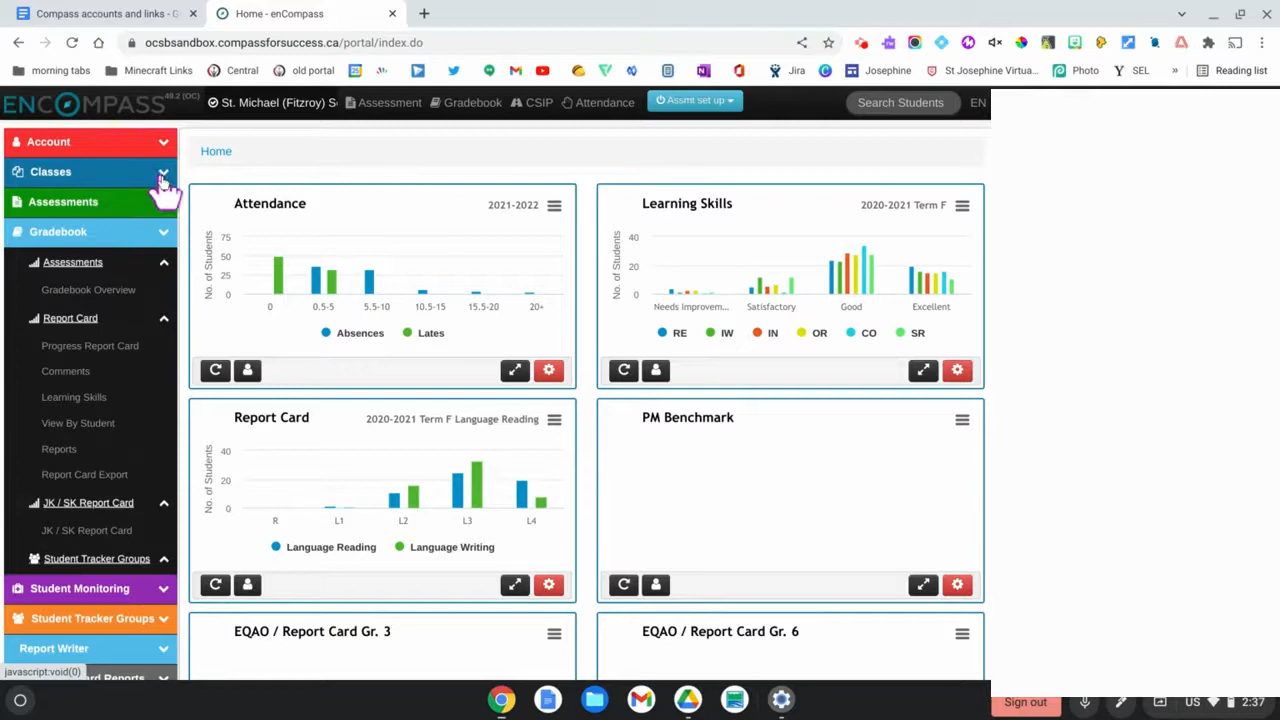 Compass accounts and links - G
Home - enCompass
ocsbsandbox.compassforsuccess.ca/portal/index.do
morning tabs
Minecraft Links
Central
old portal
Jira
Josephine
St Josephine Virtua...
Photo
SEL
»
Reading list
ENCOMPASS 49.2 (OC)
St. Michael (Fitzroy) S
Assessment
Gradebook
CSIP
Attendance
Assmt set up
Search Students
EN
Account
Classes
Assessments
Gradebook
Assessments
Gradebook Overview
Report Card
Progress Report Card
Comments
Learning Skills
View By Student
Reports
Report Card Export
JK / SK Report Card
JK / SK Report Card
Student Tracker Groups
Student Monitoring
Student Tracker Groups
Report Writer
javascript:void(0)
rd Reports
Home
Attendance
2021-2022
No. of Students
75
50
25
0
0 0.5-5 5.5-10 10.5-15 15.5-20 20+
Absences Lates
Learning Skills
2020-2021 Term F
No. of Students
40
20
0
Needs Improvem... Satisfactory Good Excellent
RE IW IN OR CO SR
Report Card
2020-2021 Term F Language Reading
No. of Students
40
20
0
R L1 L2 L3 L4
Language Reading Language Writing
PM Benchmark
EQAO / Report Card Gr. 3
EQAO / Report Card Gr. 6
Sign out
US
2:37